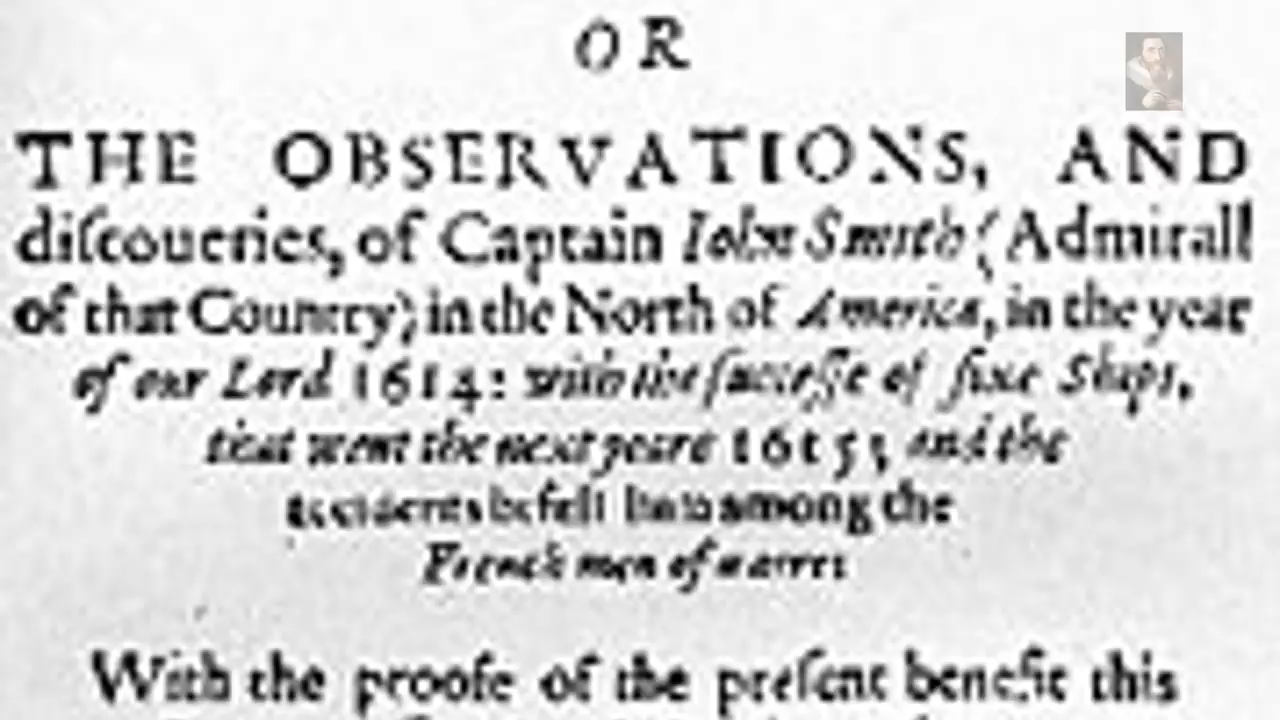 OR
THE OBSERVATIONS, AND
diſcoueries, of Captain Iohn Smith (Admirall
of that Country) in the North of America, in the year
of our Lord 1614: with the ſucceſſe of ſixe Ships,
that went the next yeare 1615; and the
accidents befell him among the
French men of warre:
With the proofe of the preſent benefit this